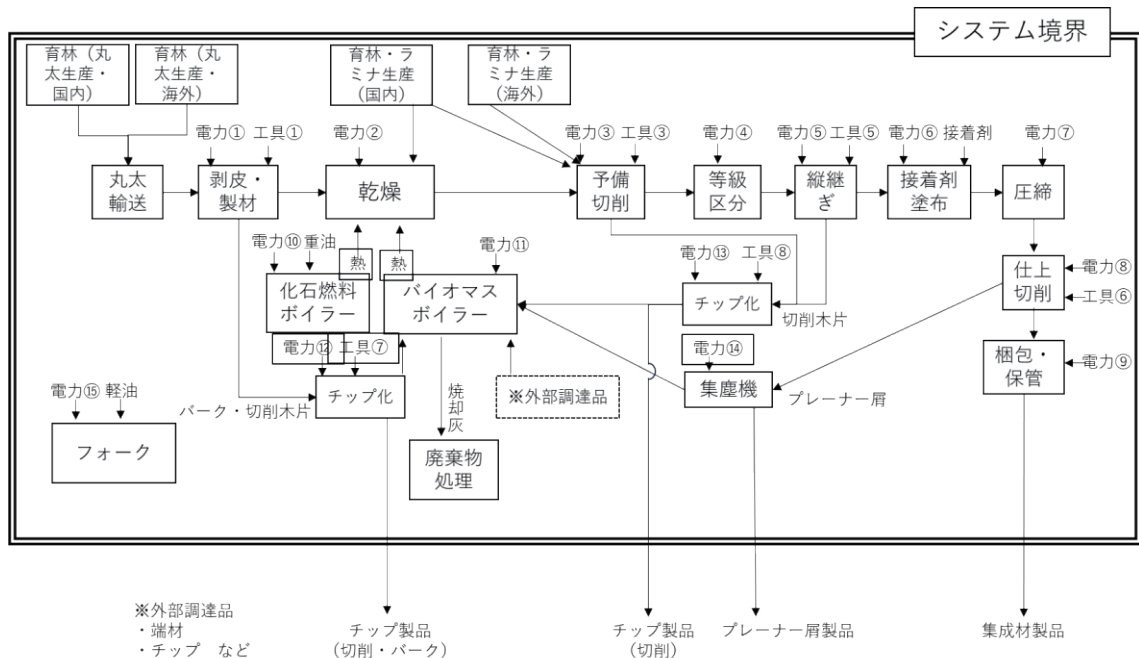 システム境界
育林（丸
太生産・
国内）
育林（丸
太生産・
海外）
育林・ラ
ミナ生産
（国内）
育林・ラ
ミナ生産
（海外）
電力① 工具①
電力②
電力③ 工具③
電力④
電力⑤ 工具⑤
電力⑥ 接着剤
電力⑦
丸太
輸送
剥皮・
製材
乾燥
予備
切削
等級
区分
縦継
ぎ
接着剤
塗布
圧締
電力⑩ 重油
熱
熱
電力⑪
電力⑬ 工具⑧
化石燃料
ボイラー
バイオマス
ボイラー
チップ化
切削木片
仕上
切削
電力⑧
工具⑥
電力⑫ 工具⑦
チップ化
バーク・切削木片
焼
却
灰
※外部調達品
電力⑭
集塵機
プレーナー屑
梱包・
保管
電力⑨
電力⑮ 軽油
フォーク
廃棄物
処理
※外部調達品
・端材
・チップ など
チップ製品
（切削・バーク）
チップ製品
（切削）
プレーナー屑製品
集成材製品